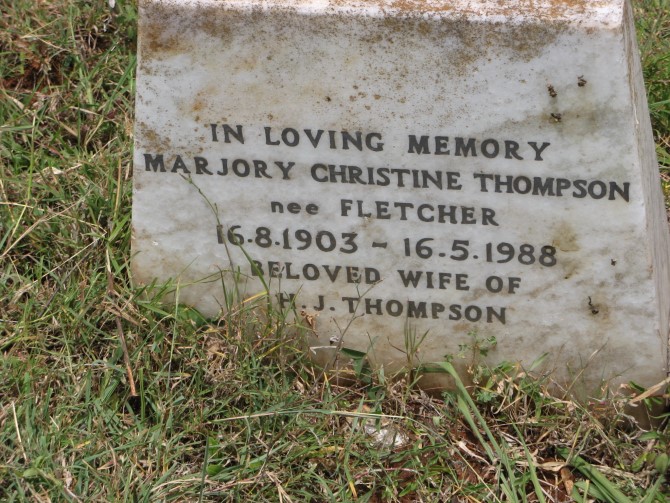 IN LOVING MEMORY
MARJORY CHRISTINE THOMPSON
nee FLETCHER
16.8.1903 - 16.5.1988
BELOVED WIFE OF
H. J. THOMPSON